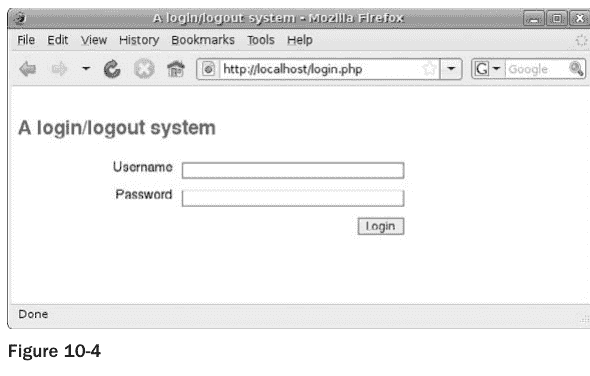 A login/logout system - Mozilla Firefox
File Edit View History Bookmarks Tools Help
http://localhost/login.php
G Google
A login/logout system
Username
Password
Login
Done
Figure 10-4